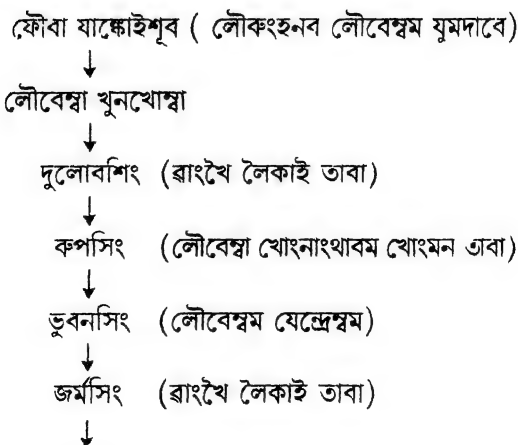 ফৌবা যাঙ্কোইশূব ( লৌরুংহনব লৌবেম্বম যুমদাবে)
লৌবেম্বা খুনখোম্বা
দুলোবশিং (ৱাংখৈ লৈকাই তাবা)
রুপসিং (লৌবেম্বা খোংনাংথাবম খোংমন তাবা)
ভুবনসিং (লৌবেম্বম যেন্দ্রেম্বম)
জর্মসিং (ৱাংখৈ লৈকাই তাবা)